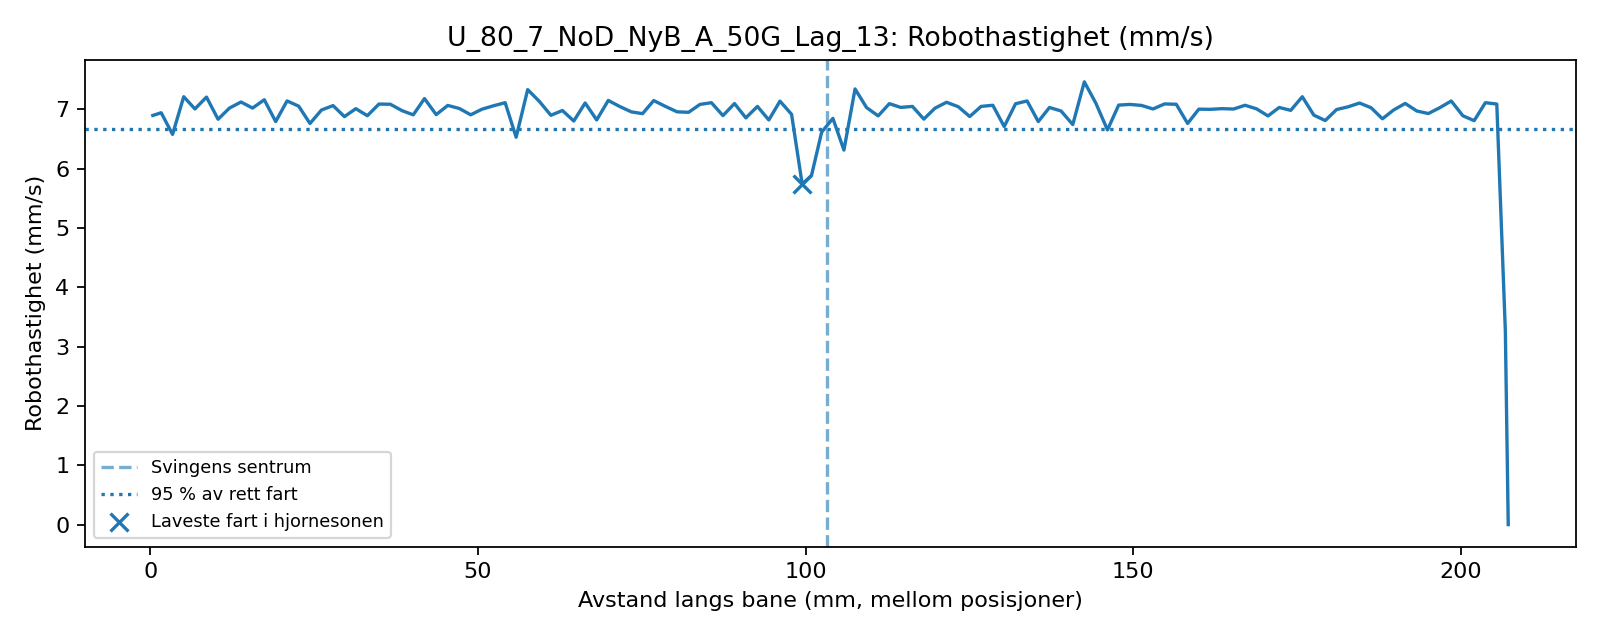 U_80_7_NoD_NyB_A_50G_Lag_13: Robothastighet (mm/s)
Robothastighet (mm/s)
7
6
5
4
3
2
1
0
Svingens sentrum
95 % av rett fart
Laveste fart i hjornesonen
0 50 100 150 200
Avstand langs bane (mm, mellom posisjoner)